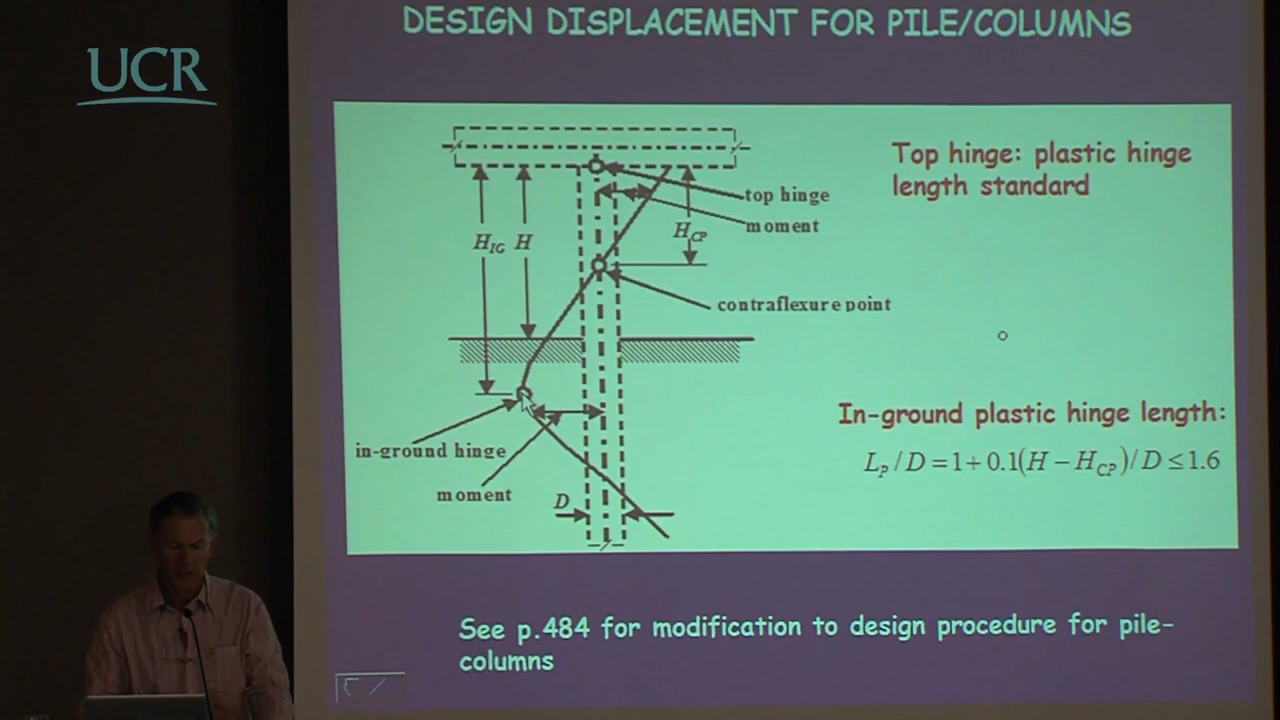 UCR
DESIGN DISPLACEMENT FOR PILE/COLUMNS
Top hinge: plastic hinge
length standard
top hinge
moment
H_IG H
H_CP
contraflexure point
In-ground plastic hinge length:
L_P/D = 1 + 0.1(H − H_CP)/D ≤ 1.6
in-ground hinge
moment
D
See p.484 for modification to design procedure for pile-
columns